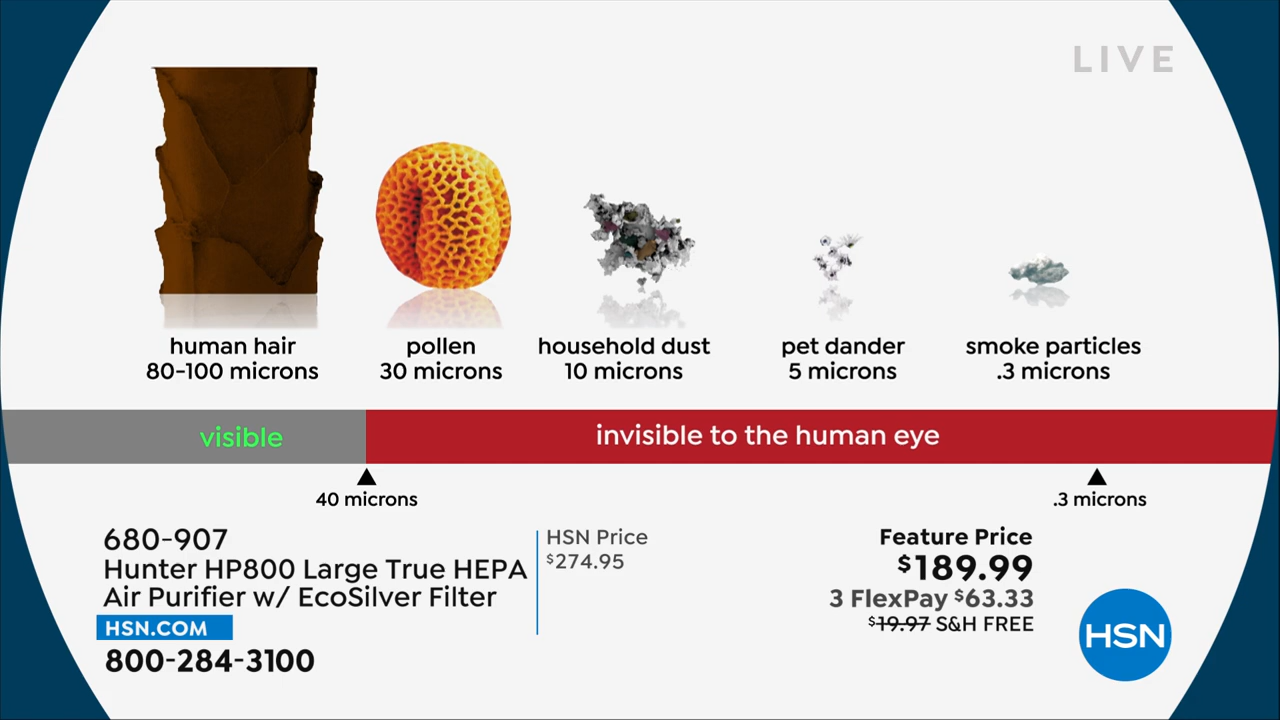 LIVE
human hair
80-100 microns
pollen
30 microns
household dust
10 microns
pet dander
5 microns
smoke particles
.3 microns
visible
invisible to the human eye
40 microns
.3 microns
680-907
Hunter HP800 Large True HEPA
Air Purifier w/ EcoSilver Filter
HSN.COM
800-284-3100
HSN Price
$274.95
Feature Price
$189.99
3 FlexPay $63.33
$19.97 S&H FREE
HSN